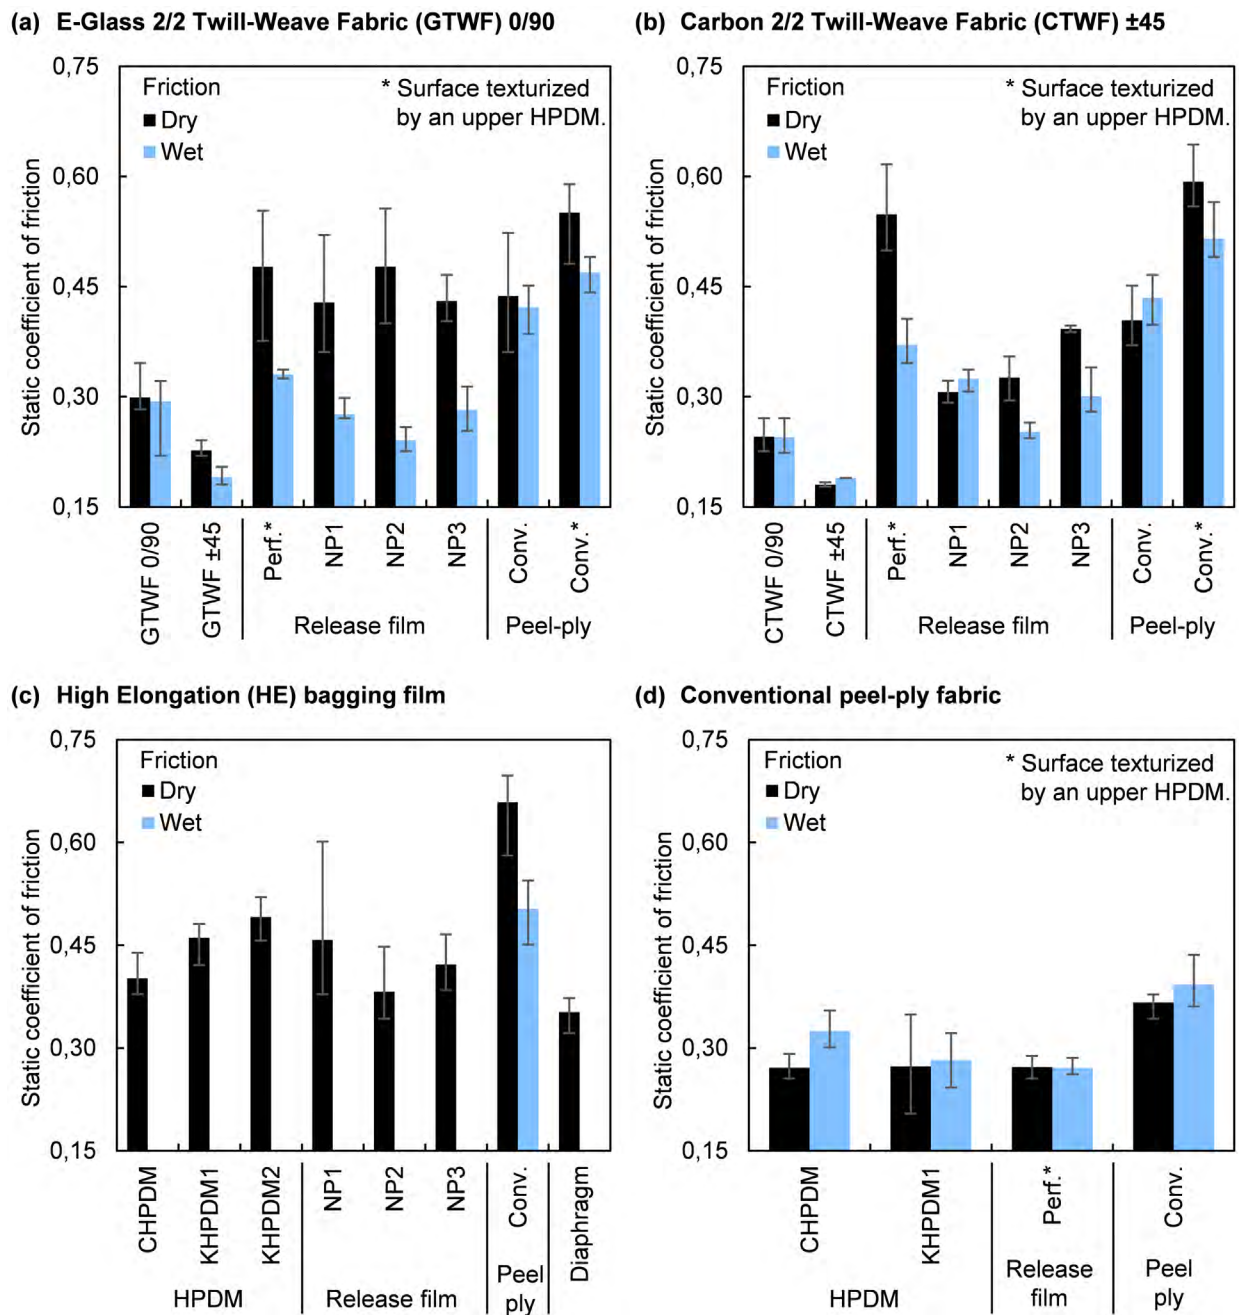 (a) E-Glass 2/2 Twill-Weave Fabric (GTWF) 0/90
Static coefficient of friction
0,75
0,60
0,45
0,30
0,15
Friction
Dry
Wet
* Surface texturized
by an upper HPDM.
GTWF 0/90
GTWF ±45
Perf.*
NP1
NP2
NP3
Conv.
Conv.*
Release film
Peel-ply
(b) Carbon 2/2 Twill-Weave Fabric (CTWF) ±45
Static coefficient of friction
0,75
0,60
0,45
0,30
0,15
Friction
Dry
Wet
* Surface texturized
by an upper HPDM.
CTWF 0/90
CTWF ±45
Perf.*
NP1
NP2
NP3
Conv.
Conv.*
Release film
Peel-ply
(c) High Elongation (HE) bagging film
Static coefficient of friction
0,75
0,60
0,45
0,30
0,15
Friction
Dry
Wet
CHPDM
KHPDM1
KHPDM2
NP1
NP2
NP3
Conv.
Diaphragm
HPDM
Release film
Peel
ply
(d) Conventional peel-ply fabric
Static coefficient of friction
0,75
0,60
0,45
0,30
0,15
Friction
Dry
Wet
* Surface texturized
by an upper HPDM.
CHPDM
KHPDM1
Perf.*
Conv.
HPDM
Release
film
Peel
ply